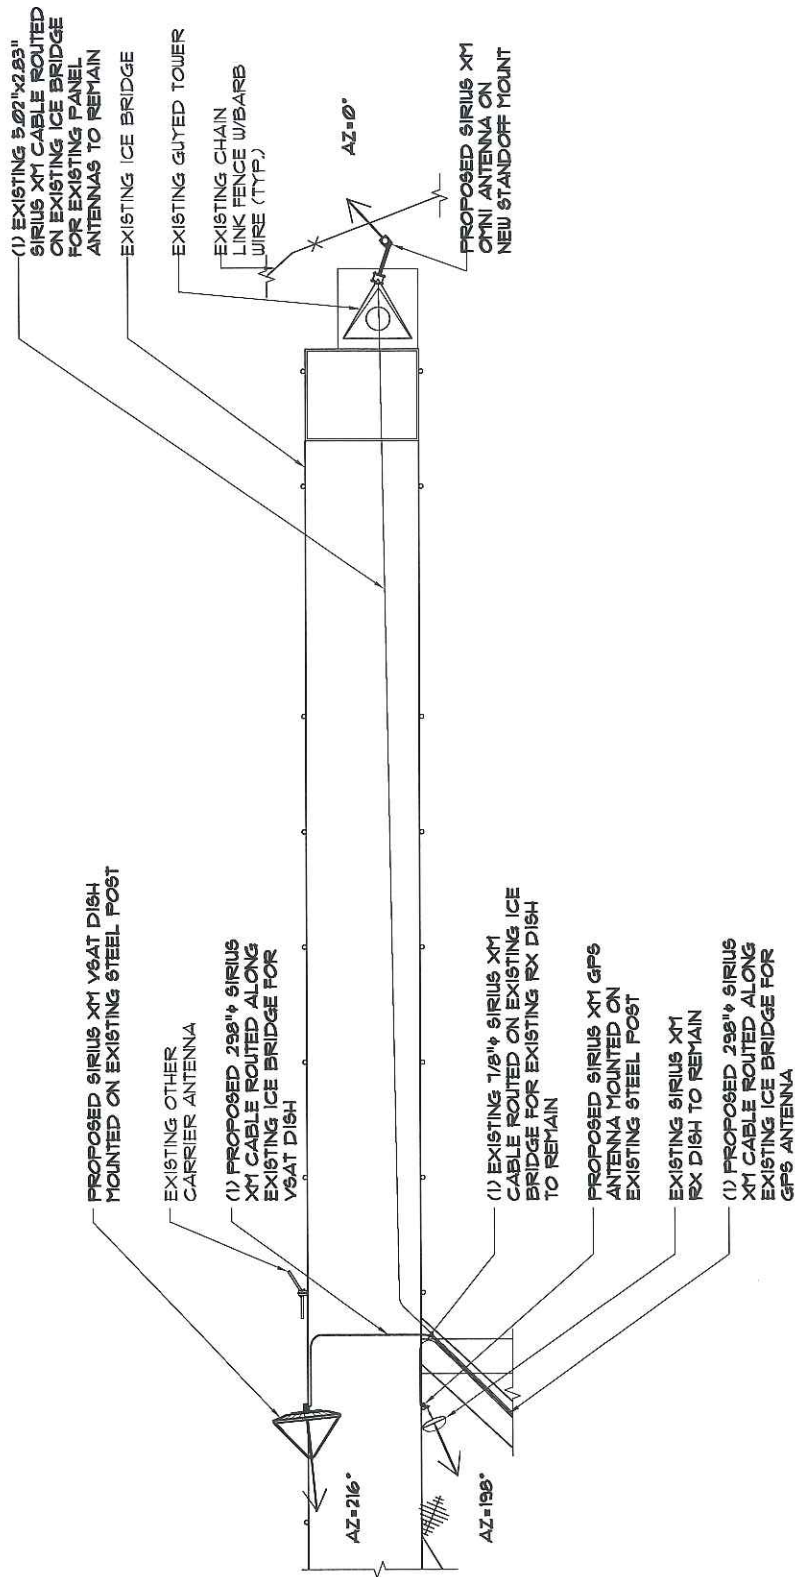 (1) EXISTING 5.02"x2.83"
SIRIUS XM CABLE ROUTED
ON EXISTING ICE BRIDGE
FOR EXISTING PANEL
ANTENNAS TO REMAIN
EXISTING ICE BRIDGE
EXISTING GUYED TOWER
EXISTING CHAIN
LINK FENCE W/BARB
WIRE (TYP.)
AZ=0°
PROPOSED SIRIUS XM
OMNI ANTENNA ON
NEW STANDOFF MOUNT
PROPOSED SIRIUS XM VSAT DISH
MOUNTED ON EXISTING STEEL POST
EXISTING OTHER
CARRIER ANTENNA
(1) PROPOSED .298"ϕ SIRIUS
XM CABLE ROUTED ALONG
EXISTING ICE BRIDGE FOR
VSAT DISH
(1) EXISTING 7/8"ϕ SIRIUS XM
CABLE ROUTED ON EXISTING ICE
BRIDGE FOR EXISTING RX DISH
TO REMAIN
PROPOSED SIRIUS XM GPS
ANTENNA MOUNTED ON
EXISTING STEEL POST
EXISTING SIRIUS XM
RX DISH TO REMAIN
(1) PROPOSED .298"ϕ SIRIUS
XM CABLE ROUTED ALONG
EXISTING ICE BRIDGE FOR
GPS ANTENNA
AZ=216°
AZ=198°